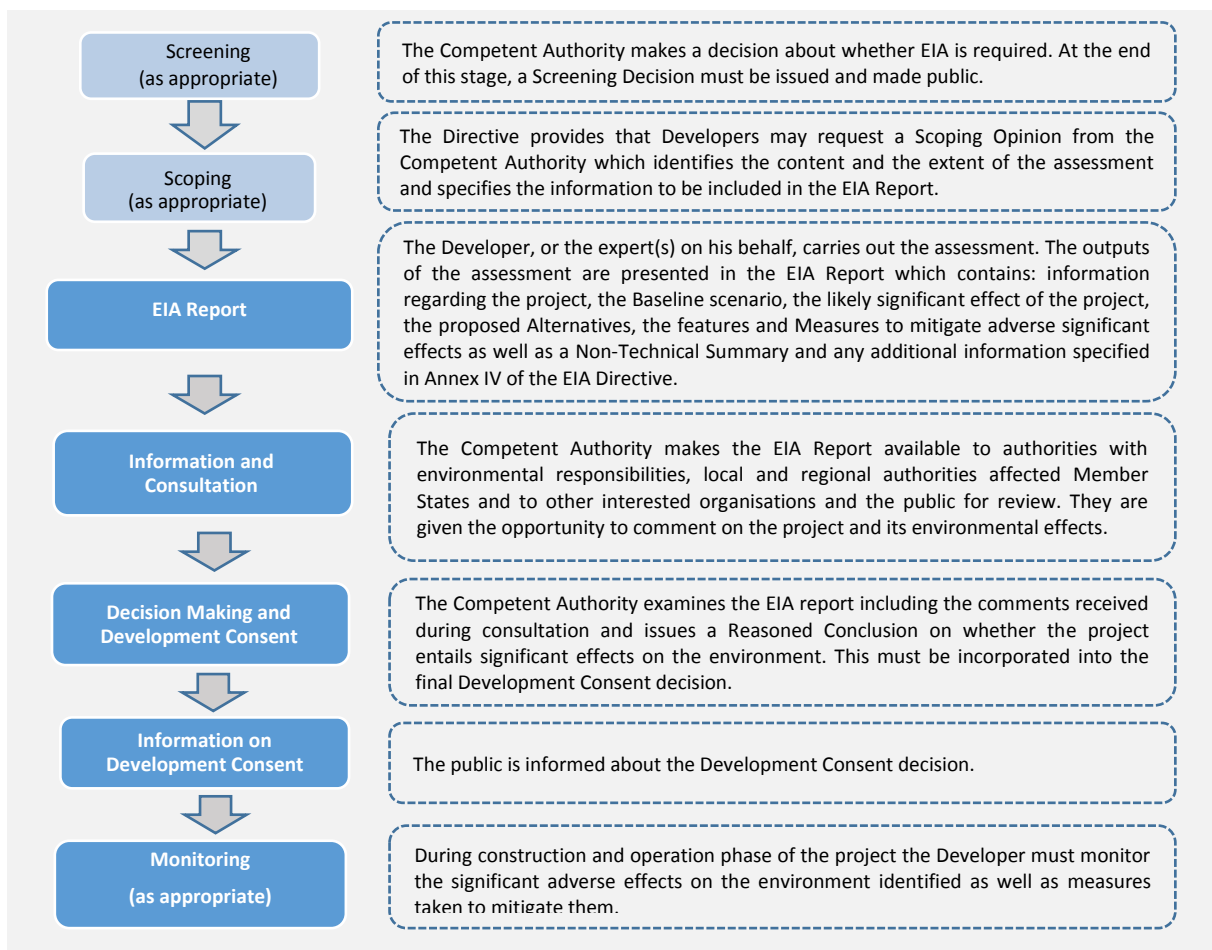 Screening
(as appropriate)
The Competent Authority makes a decision about whether EIA is required. At the end
of this stage, a Screening Decision must be issued and made public.
Scoping
(as appropriate)
The Directive provides that Developers may request a Scoping Opinion from the
Competent Authority which identifies the content and the extent of the assessment
and specifies the information to be included in the EIA Report.
EIA Report
The Developer, or the expert(s) on his behalf, carries out the assessment. The outputs
of the assessment are presented in the EIA Report which contains: information
regarding the project, the Baseline scenario, the likely significant effect of the project,
the proposed Alternatives, the features and Measures to mitigate adverse significant
effects as well as a Non-Technical Summary and any additional information specified
in Annex IV of the EIA Directive.
Information and
Consultation
The Competent Authority makes the EIA Report available to authorities with
environmental responsibilities, local and regional authorities affected Member
States and to other interested organisations and the public for review. They are
given the opportunity to comment on the project and its environmental effects.
Decision Making and
Development Consent
The Competent Authority examines the EIA report including the comments received
during consultation and issues a Reasoned Conclusion on whether the project
entails significant effects on the environment. This must be incorporated into the
final Development Consent decision.
Information on
Development Consent
The public is informed about the Development Consent decision.
Monitoring
(as appropriate)
During construction and operation phase of the project the Developer must monitor
the significant adverse effects on the environment identified as well as measures
taken to mitigate them.